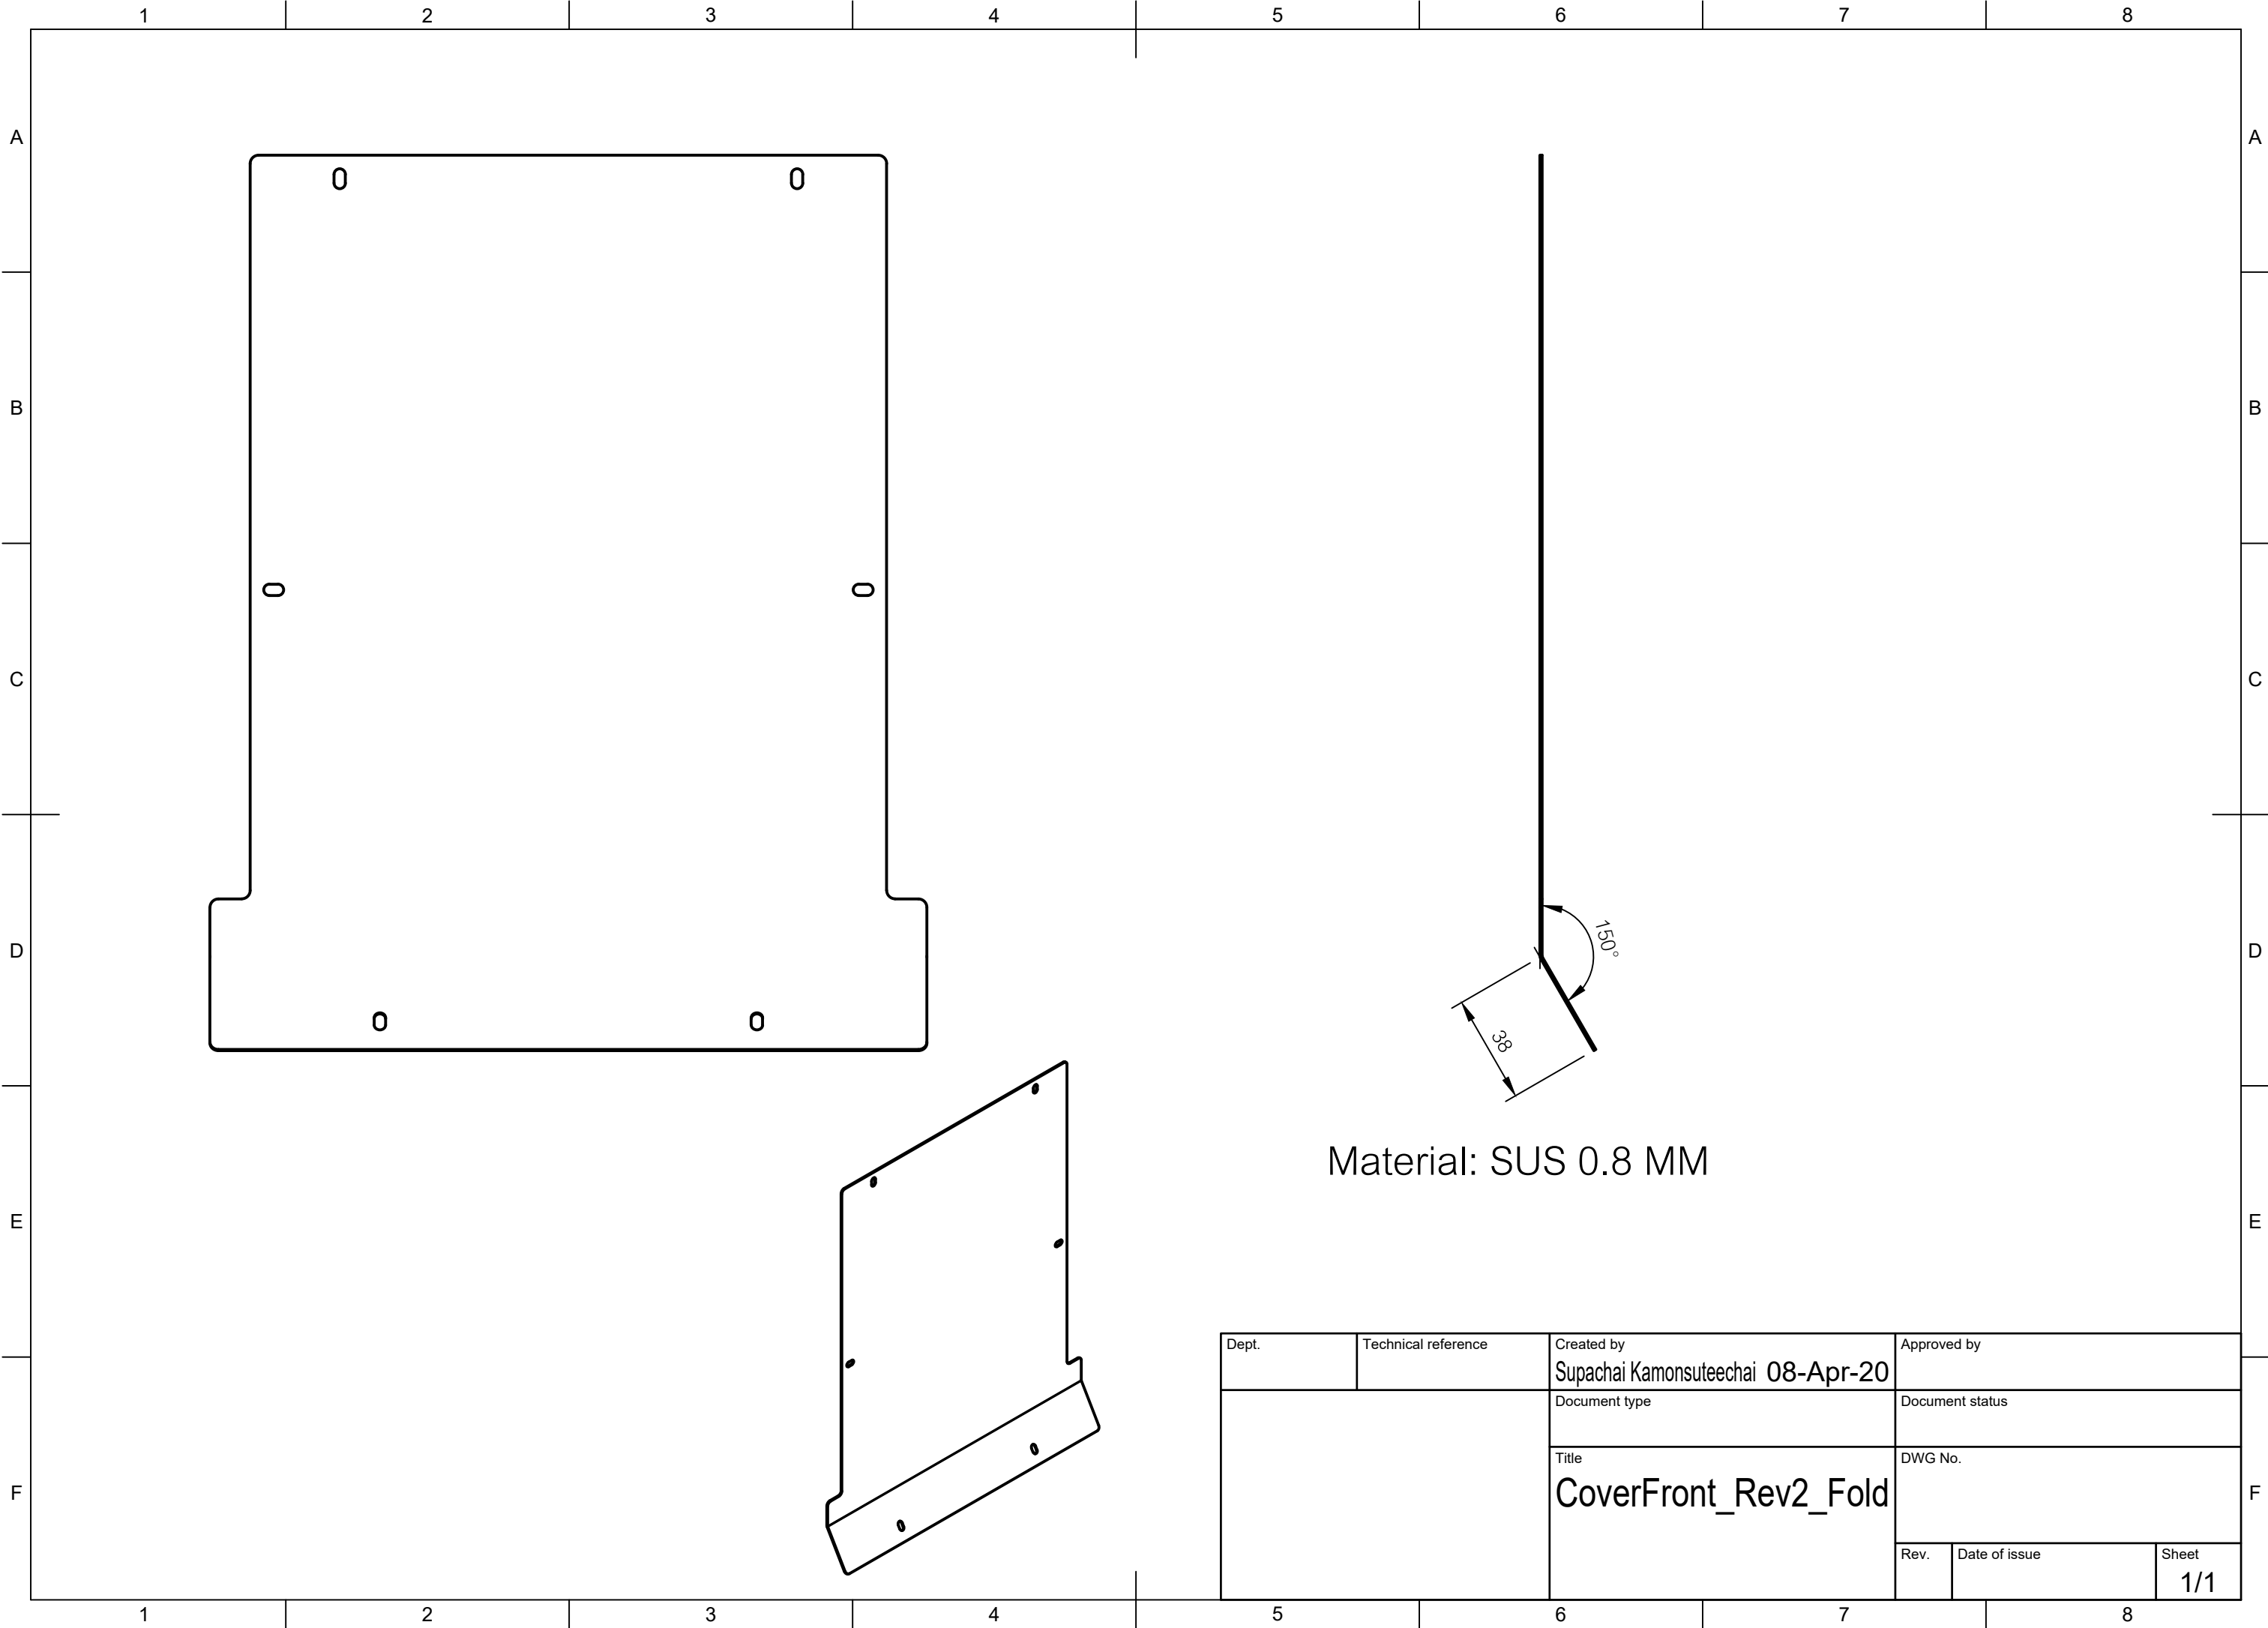 1 2 3 4 5 6 7 8
A A
B B
C C
150°
D D
38
Material: SUS 0.8 MM
E E
Dept. Technical reference Created by Approved by
Supachai Kamonsuteechai 08-Apr-20
Document type Document status
Title DWG No.
CoverFront_Rev2_Fold
F F
Rev. Date of issue Sheet
1/1
1 2 3 4 5 6 7 8